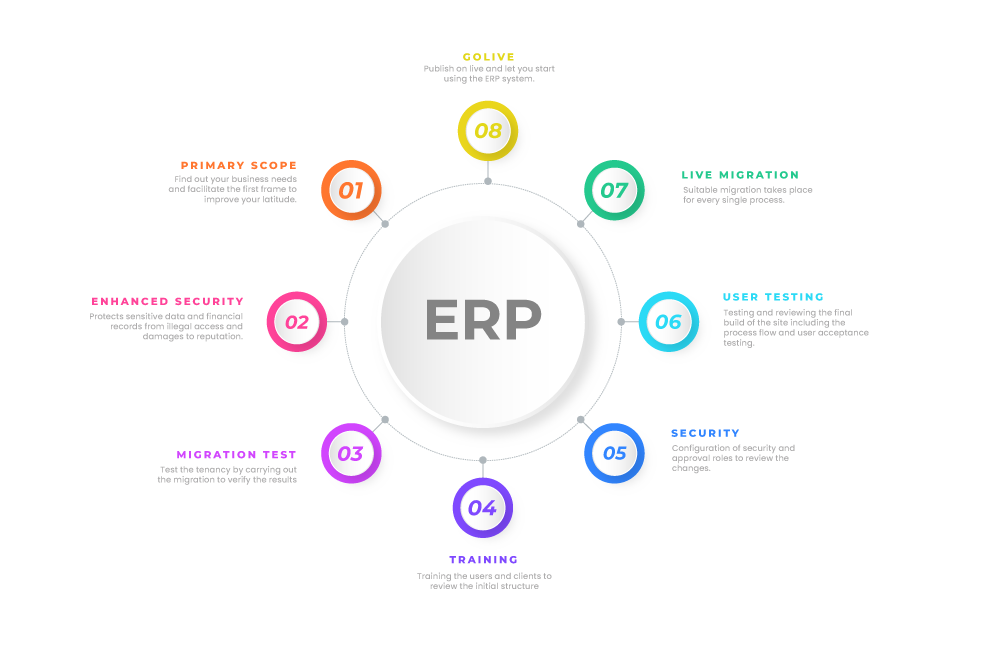 GOLIVE
Publish on live and let you start
using the ERP system.
08
PRIMARY SCOPE
Find out your business needs
and facilitate the first frame to
improve your latitude.
01
07
LIVE MIGRATION
Suitable migration takes place
for every single process.
ENHANCED SECURITY
Protects sensitive data and financial
records from illegal access and
damages to reputation.
02
ERP
06
USER TESTING
Testing and reviewing the final
build of the site including the
process flow and user acceptance
testing.
MIGRATION TEST
Test the tenancy by carrying out
the migration to verify the results
03
05
SECURITY
Configuration of security and
approval roles to review the
changes.
04
TRAINING
Training the users and clients to
review the initial structure